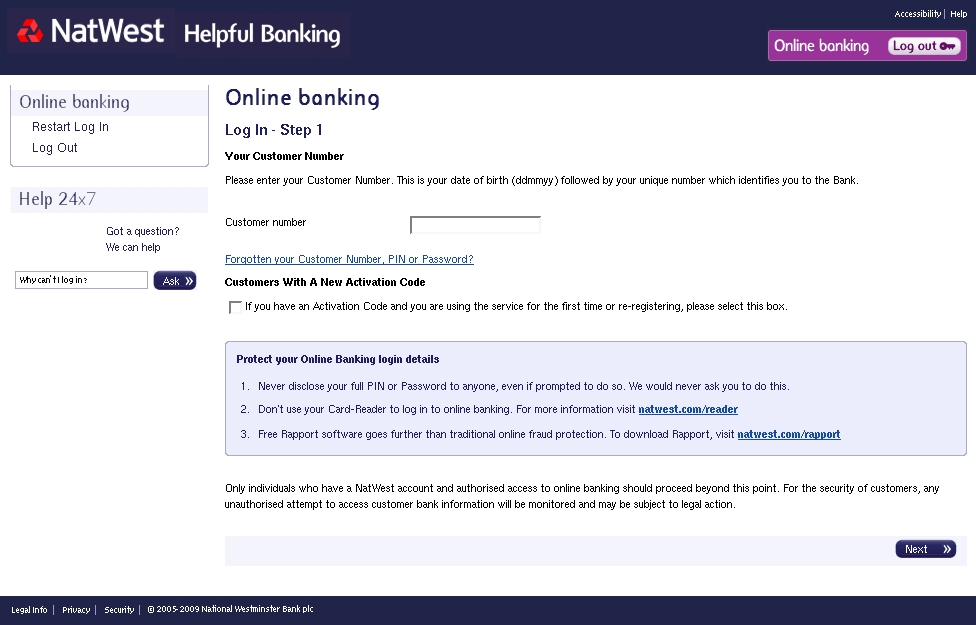 NatWest Helpful Banking
Accessibility | Help
Online banking Log out
Online banking
Restart Log In
Log Out
Help 24x7
Got a question?
We can help
Why can't I log in?
Ask »
Online banking
Log In - Step 1
Your Customer Number
Please enter your Customer Number. This is your date of birth (ddmmyy) followed by your unique number which identifies you to the Bank.
Customer number
Forgotten your Customer Number, PIN or Password?
Customers With A New Activation Code
If you have an Activation Code and you are using the service for the first time or re-registering, please select this box.
Protect your Online Banking login details
1. Never disclose your full PIN or Password to anyone, even if prompted to do so. We would never ask you to do this.
2. Don't use your Card-Reader to log in to online banking. For more information visit natwest.com/reader
3. Free Rapport software goes further than traditional online fraud protection. To download Rapport, visit natwest.com/rapport
Only individuals who have a NatWest account and authorised access to online banking should proceed beyond this point. For the security of customers, any
unauthorised attempt to access customer bank information will be monitored and may be subject to legal action.
Next »
Legal Info | Privacy | Security | © 2005-2009 National Westminster Bank plc